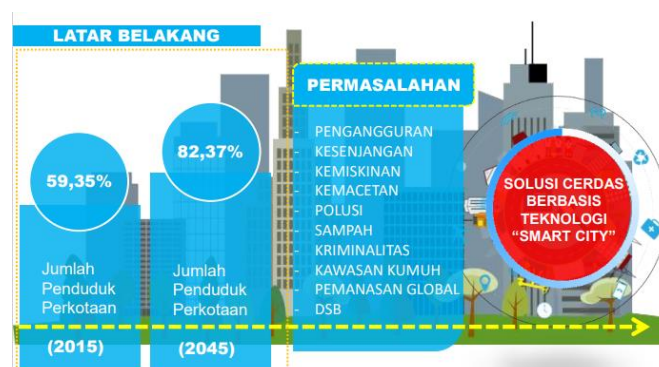 LATAR BELAKANG
59,35%
Jumlah
Penduduk
Perkotaan
(2015)
82,37%
Jumlah
Penduduk
Perkotaan
(2045)
PERMASALAHAN
- PENGANGGURAN
- KESENJANGAN
- KEMISKINAN
- KEMACETAN
- POLUSI
- SAMPAH
- KRIMINALITAS
- KAWASAN KUMUH
- PEMANASAN GLOBAL
- DSB
SOLUSI CERDAS
BERBASIS
TEKNOLOGI
“SMART CITY”